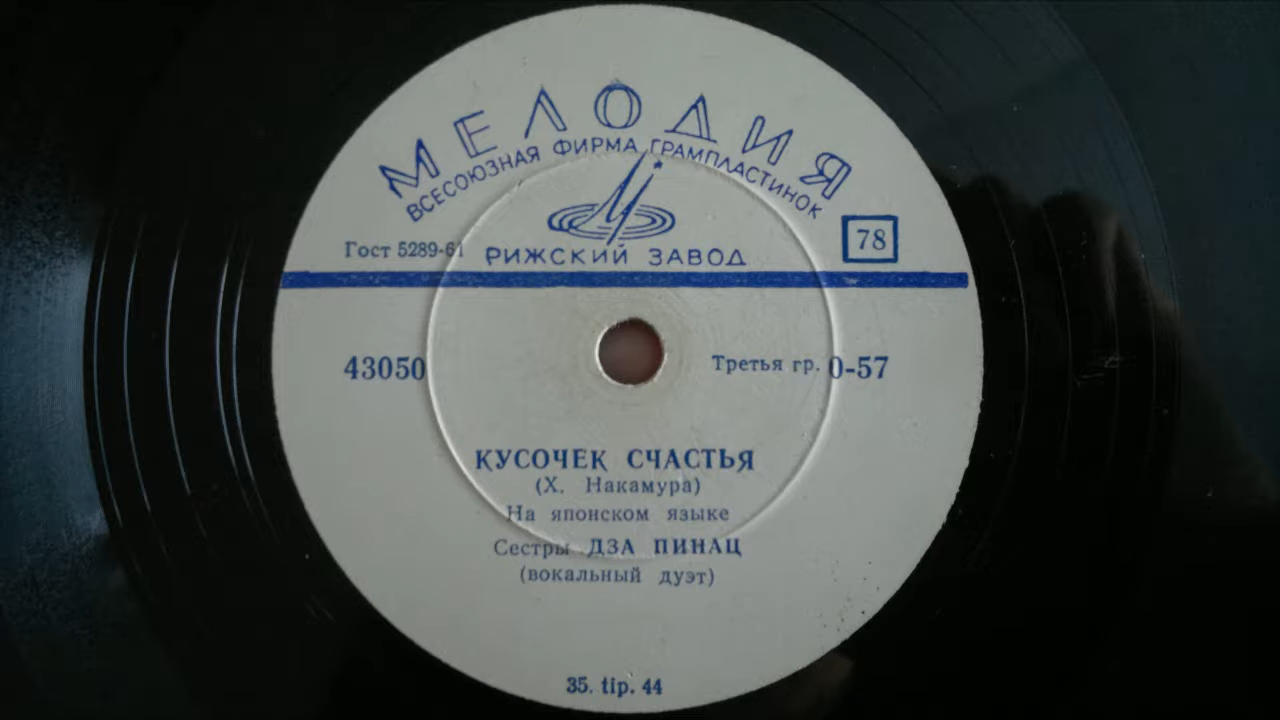 МЕЛОДИЯ
ВСЕСОЮЗНАЯ ФИРМА ГРАМПЛАСТИНОК
Гост 5289-61
РИЖСКИЙ ЗАВОД
78
43050
Третья гр. 0-57
КУСОЧЕК СЧАСТЬЯ
(Х. Накамура)
На японском языке
Сестры ДЗА ПИНАЦ
(вокальный дуэт)
35. tip. 44